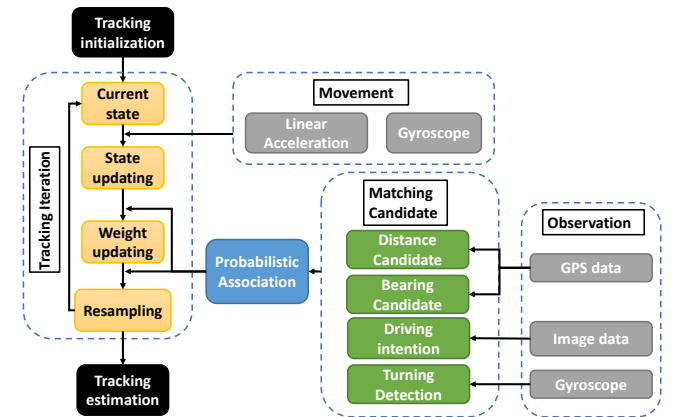 Tracking
initialization
Tracking Iteration
Current
state
State
updating
Weight
updating
Resampling
Tracking
estimation
Movement
Linear
Acceleration
Gyroscope
Probabilistic
Association
Matching
Candidate
Distance
Candidate
Bearing
Candidate
Driving
intention
Turning
Detection
Observation
GPS data
Image data
Gyroscope